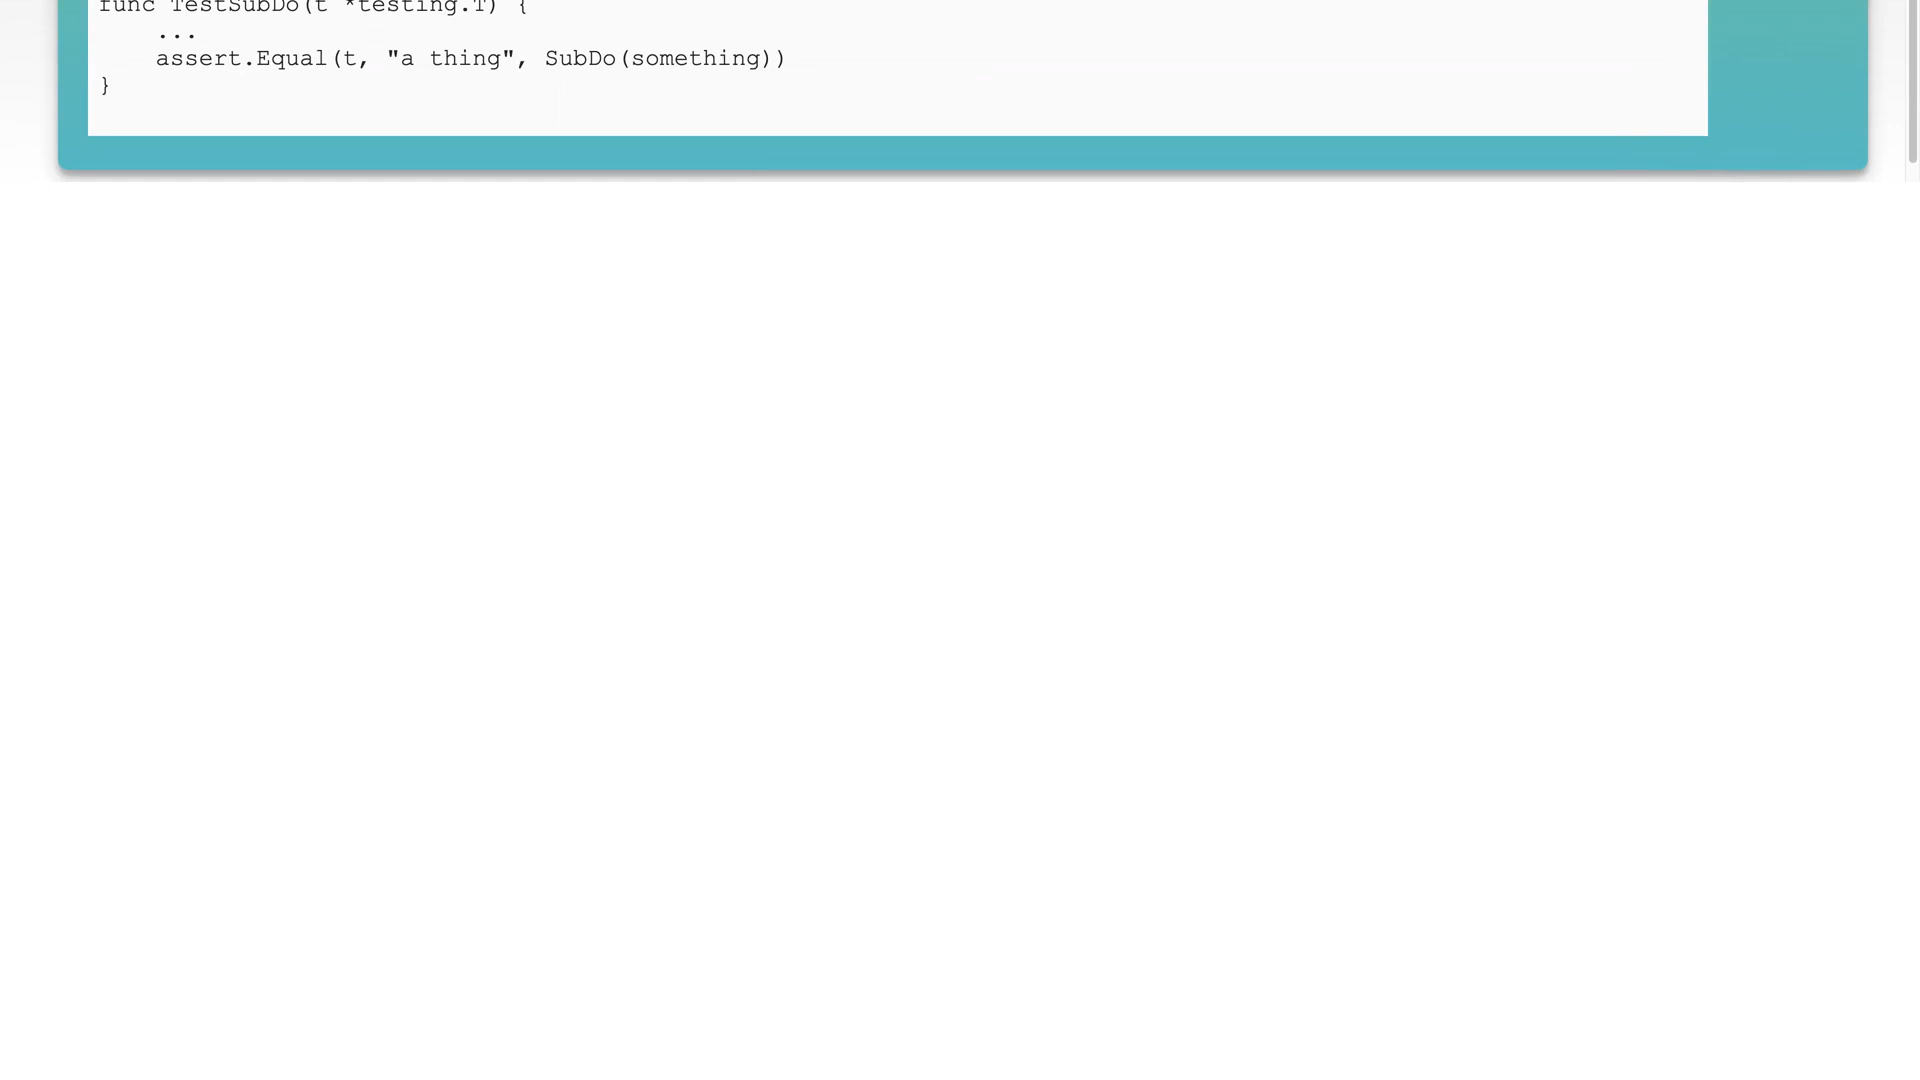 func TestSubDo(t *testing.T) {
    ...
    assert.Equal(t, "a thing", SubDo(something))
}